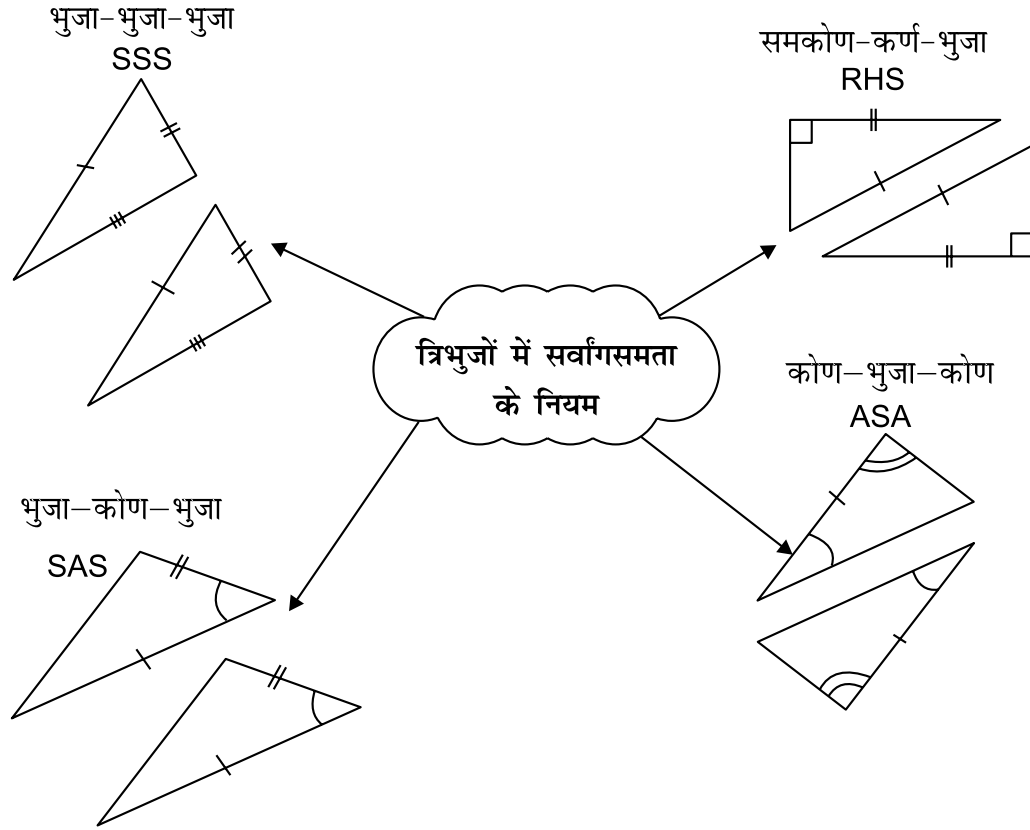 भुजा-भुजा-भुजा
SSS
समकोण-कर्ण-भुजा
RHS
त्रिभुजों में सर्वांगसमता
के नियम
कोण–भुजा–कोण
ASA
भुजा–कोण–भुजा
SAS